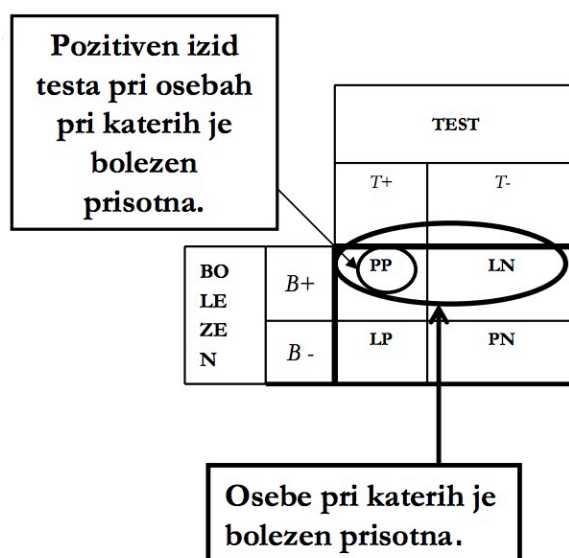 Pozitiven izid
testa pri osebah
pri katerih je
bolezen
prisotna.
TEST
T+
T-
BO
LE
ZE
N
B+
PP
LN
B -
LP
PN
Osebe pri katerih je
bolezen prisotna.